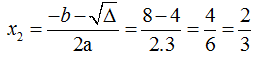 x₂ = (-b - √Δ)/2a = (8 - 4)/2.3 = 4/6 = 2/3